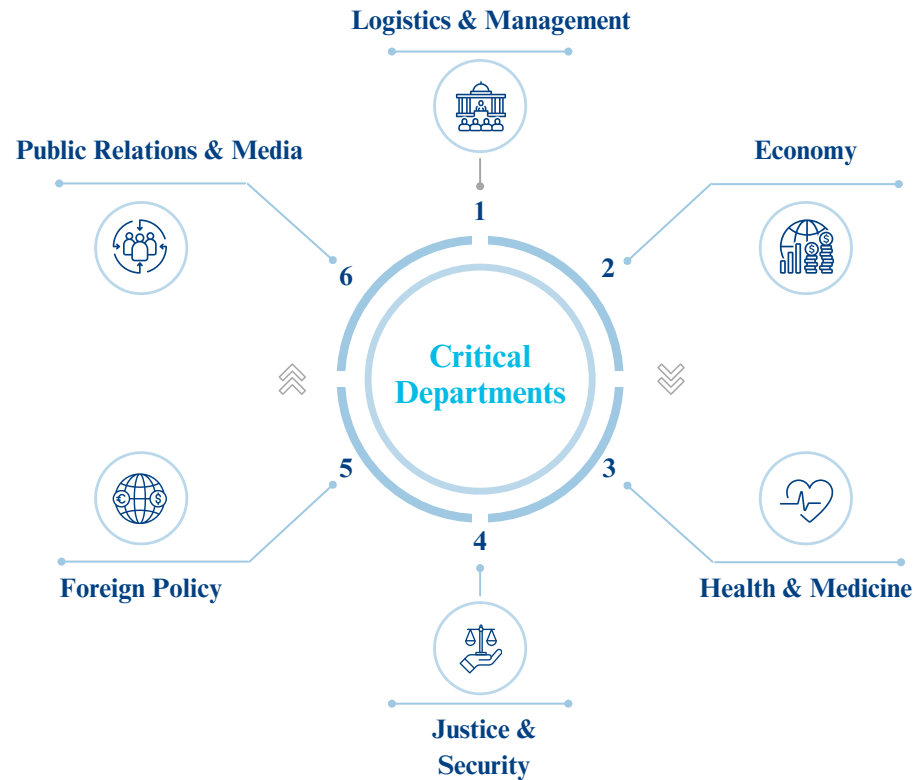 Logistics & Management
Public Relations & Media
Economy
1
6
2
Critical
Departments
5
3
4
Foreign Policy
Health & Medicine
Justice &
Security
€
$
$
$